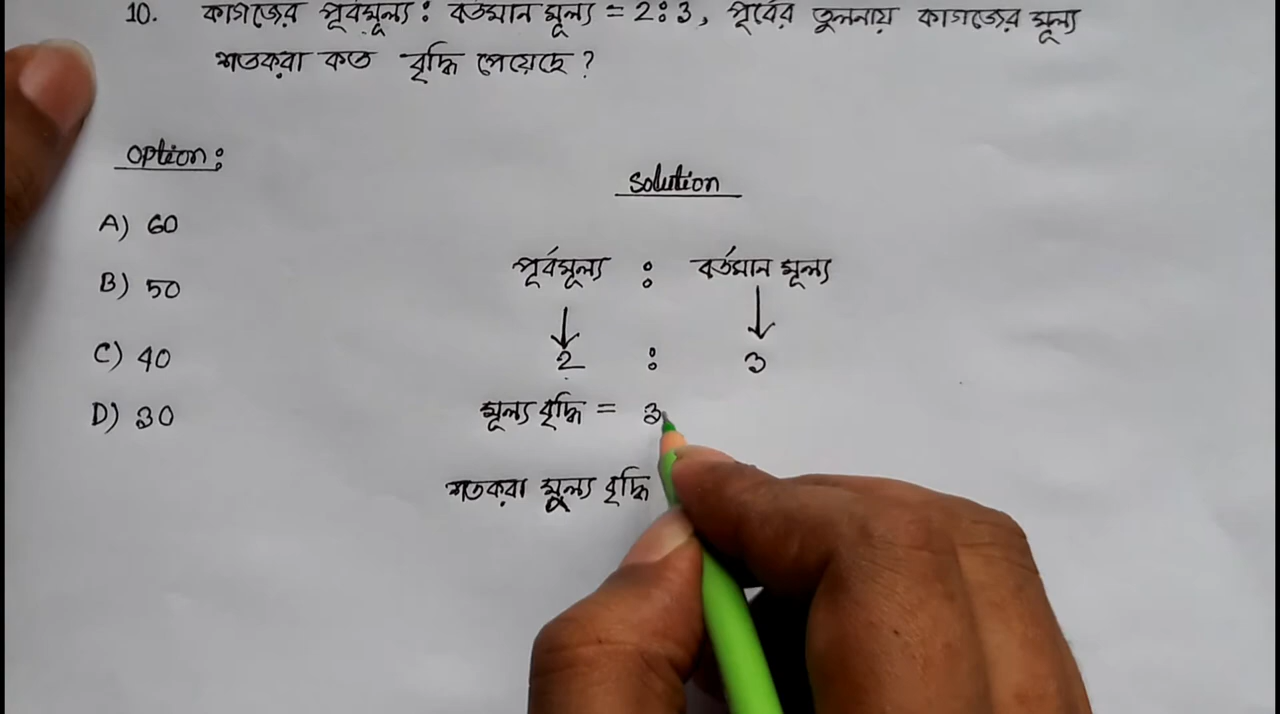 10. কাগজের পূর্বমূল্য : বর্তমান মূল্য = 2:3, পূর্বের তুলনায় কাগজের মূল্য
শতকরা কত বৃদ্ধি পেয়েছে ?
option:
A) 60
B) 50
C) 40
D) 30
Solution
পূর্বমূল্য : বর্তমান মূল্য
2 : 3
মূল্য বৃদ্ধি = 3
শতকরা মূল্য বৃদ্ধি